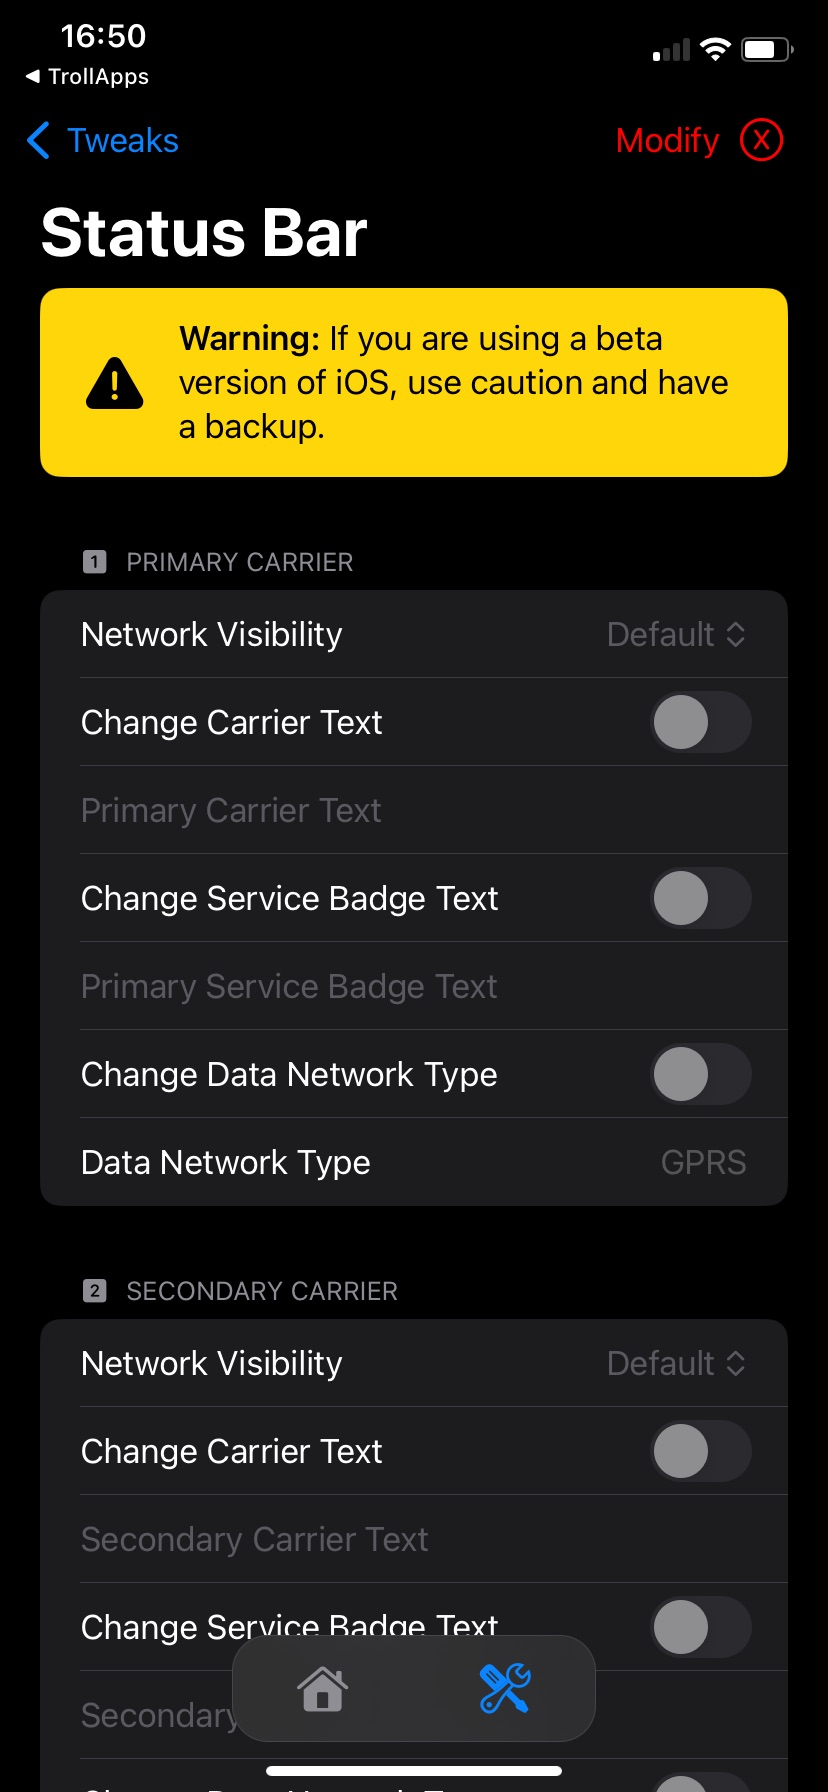 16:50
◀ TrollApps
Tweaks
Modify
Status Bar
Warning: If you are using a beta
version of iOS, use caution and have
a backup.
1 PRIMARY CARRIER
Network Visibility Default
Change Carrier Text
Primary Carrier Text
Change Service Badge Text
Primary Service Badge Text
Change Data Network Type
Data Network Type GPRS
2 SECONDARY CARRIER
Network Visibility Default
Change Carrier Text
Secondary Carrier Text
Change Service Badge Text
Secondary